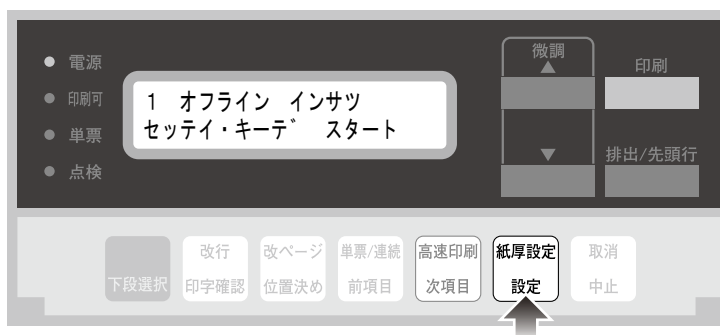 電源
印刷可
単票
点検
1 オフライン インサツ
セッテイ・キーデ゛ スタート
微調
▲
▼
印刷
排出/先頭行
下段選択
改行
印字確認
改ページ
位置決め
単票/連続
前項目
高速印刷
次項目
紙厚設定
設定
取消
中止